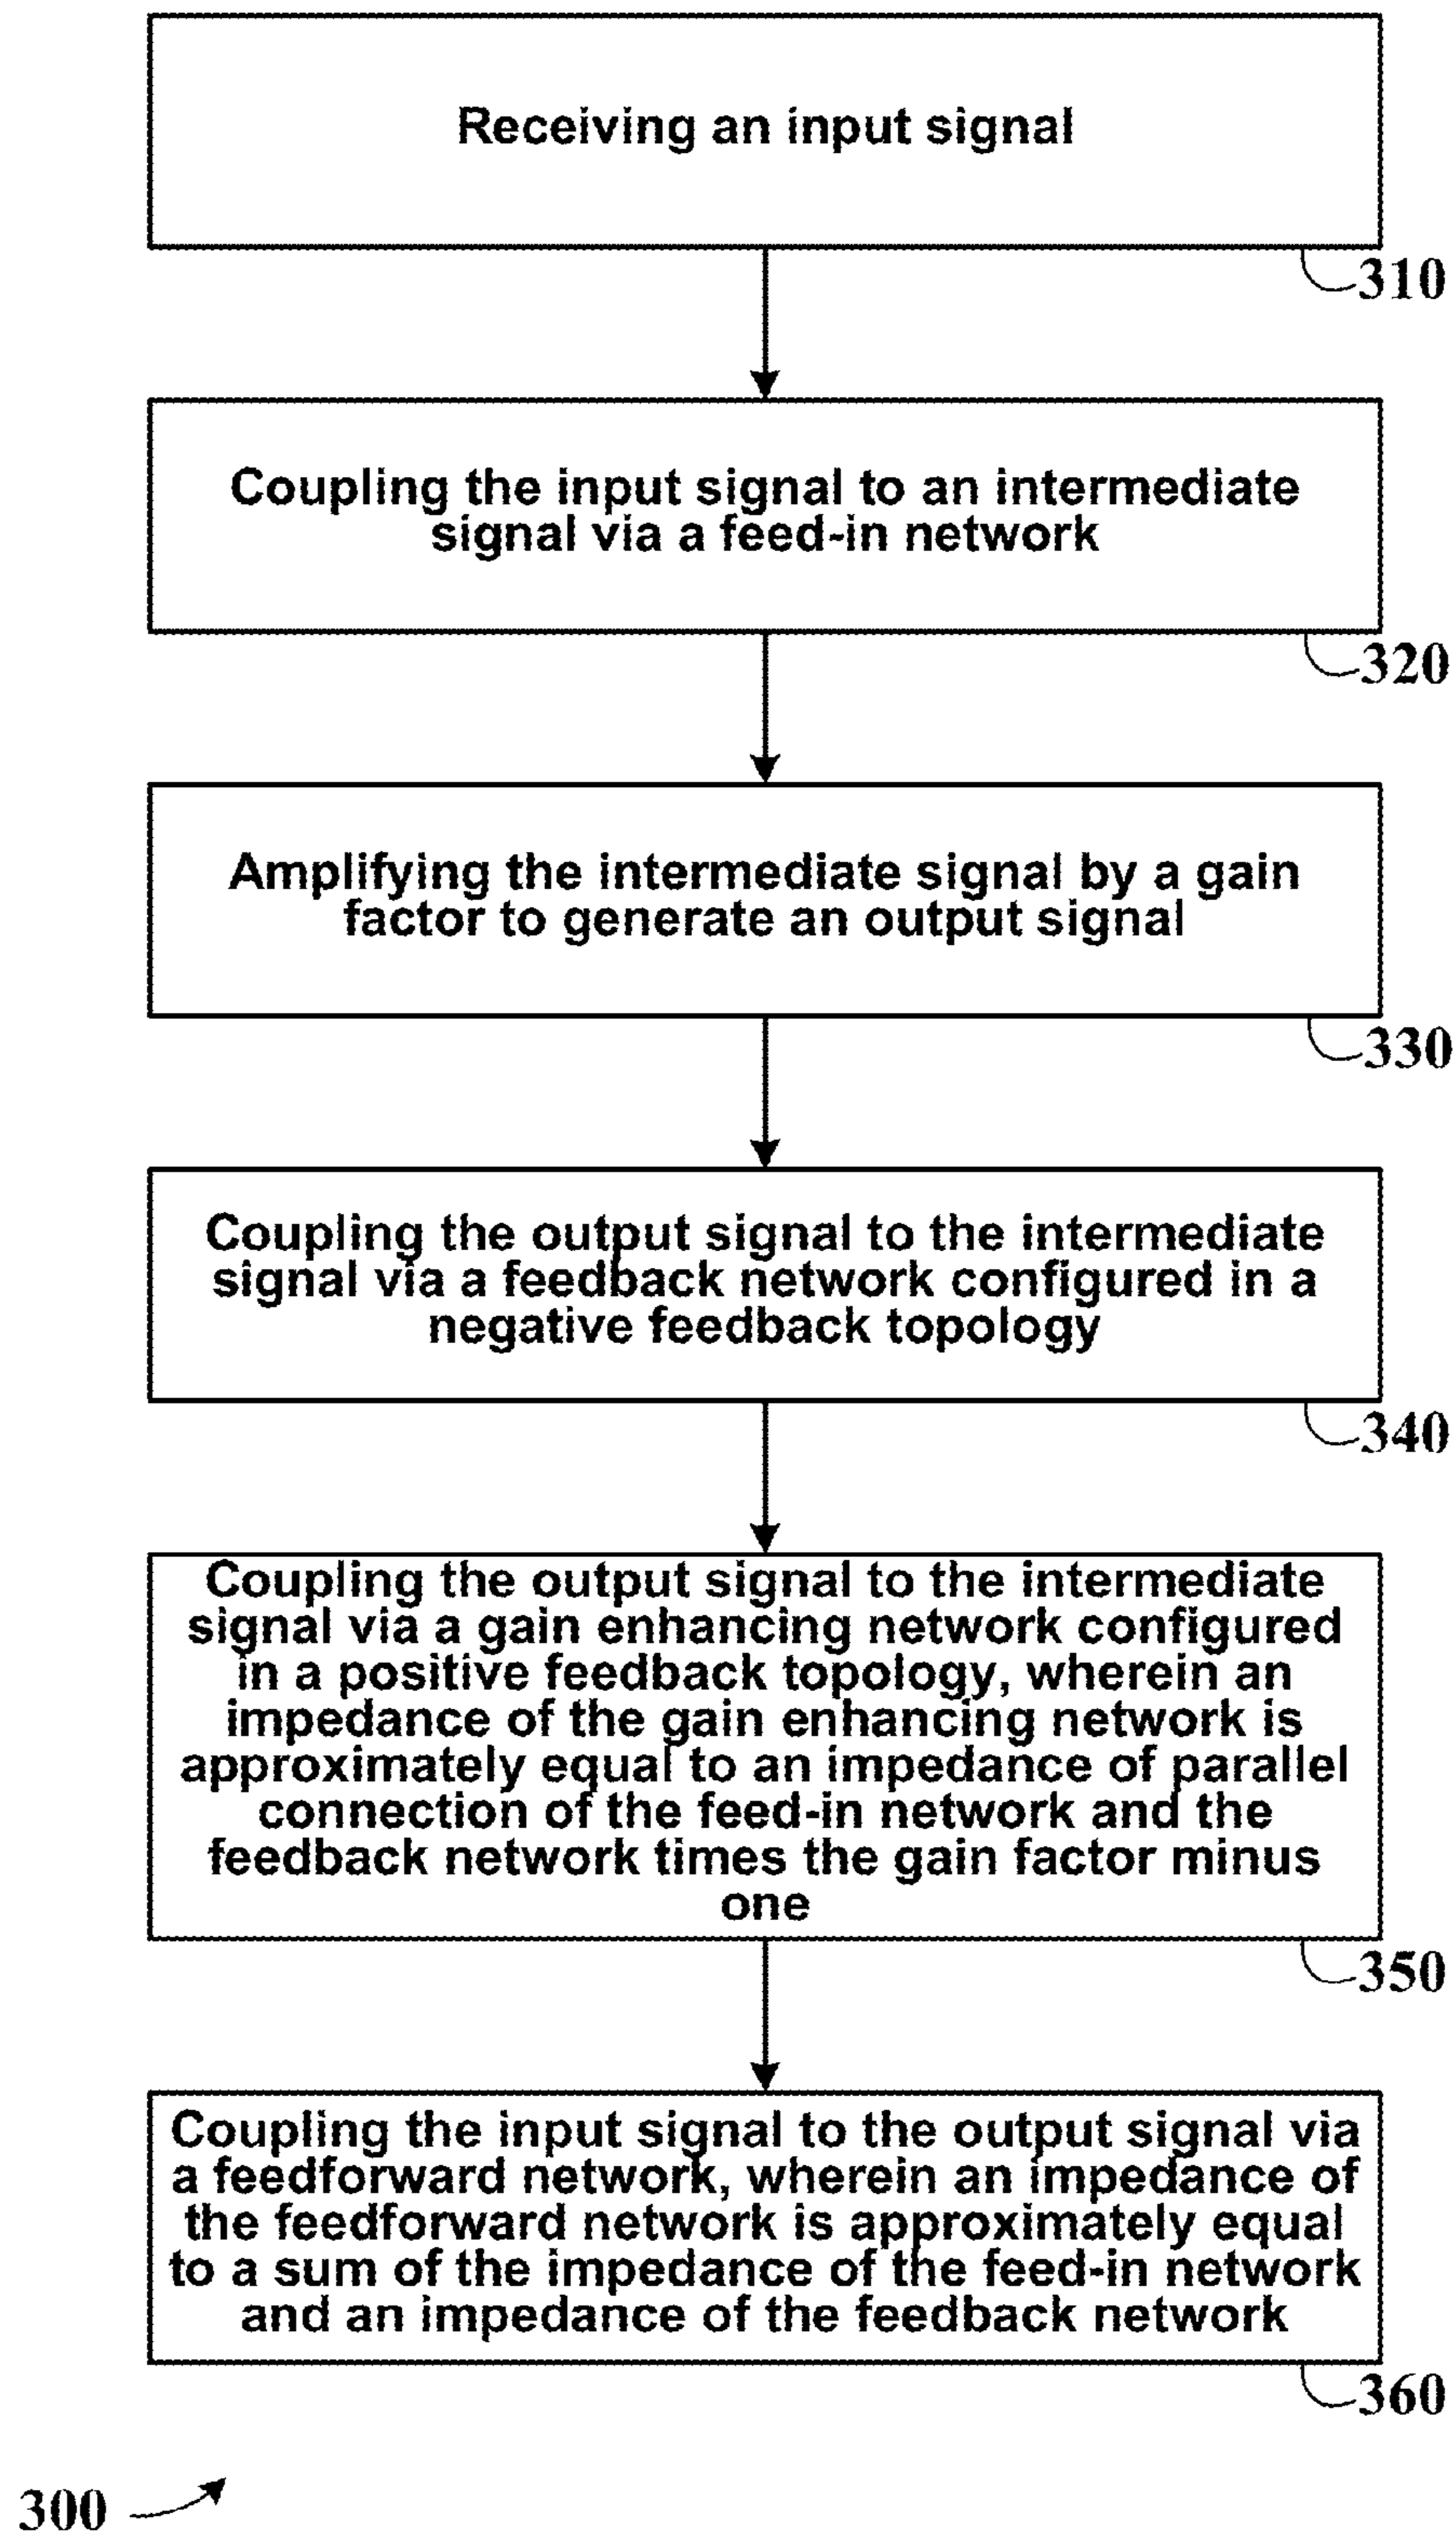 Receiving an input signal
310
Coupling the input signal to an intermediate
signal via a feed-in network
320
Amplifying the intermediate signal by a gain
factor to generate an output signal
330
Coupling the output signal to the intermediate
signal via a feedback network configured in a
negative feedback topology
340
Coupling the output signal to the intermediate
signal via a gain enhancing network configured
in a positive feedback topology, wherein an
impedance of the gain enhancing network is
approximately equal to an impedance of parallel
connection of the feed-in network and the
feedback network times the gain factor minus
one
350
Coupling the input signal to the output signal via
a feedforward network, wherein an impedance of
the feedforward network is approximately equal
to a sum of the impedance of the feed-in network
and an impedance of the feedback network
360
300